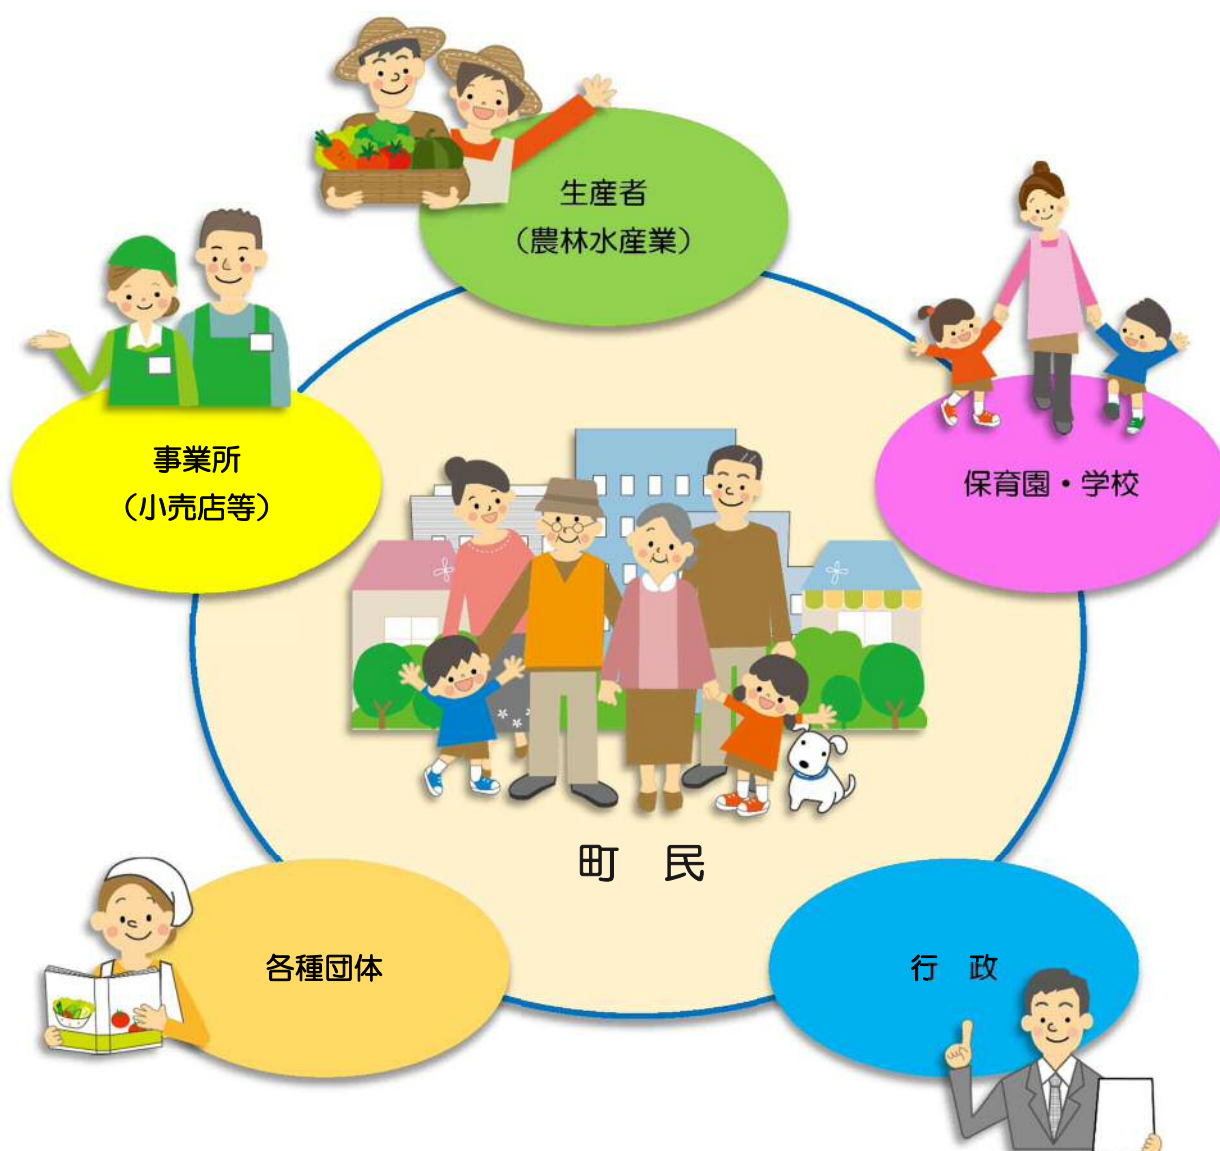 生産者
（農林水産業）
事業所
（小売店等）
保育園・学校
町　民
各種団体
行　政